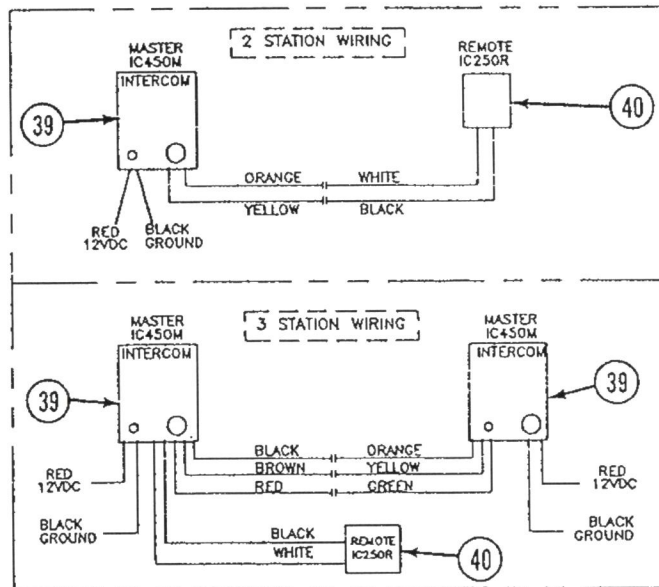 2 STATION WIRING
MASTER
IC450M
INTERCOM
REMOTE
IC250R
39
40
ORANGE
WHITE
YELLOW
BLACK
RED
12VDC
BLACK
GROUND
3 STATION WIRING
MASTER
IC450M
INTERCOM
MASTER
IC450M
INTERCOM
39
39
BLACK
ORANGE
BROWN
YELLOW
RED
GREEN
RED
12VDC
RED
12VDC
BLACK
GROUND
BLACK
GROUND
BLACK
WHITE
REMOTE
IC250R
40